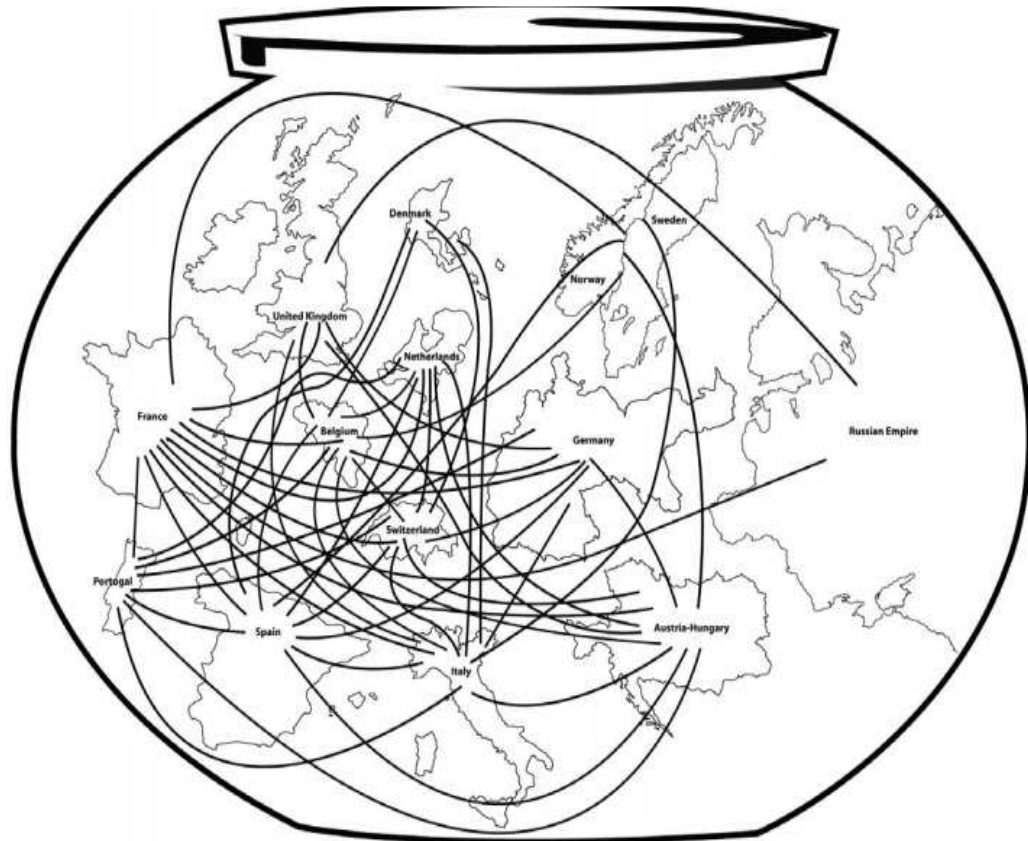 Denmark
Sweden
Norway
United Kingdom
Netherlands
France
Belgium
Germany
Russian Empire
Switzerland
Portogal
Spain
Austria-Hungary
Italy